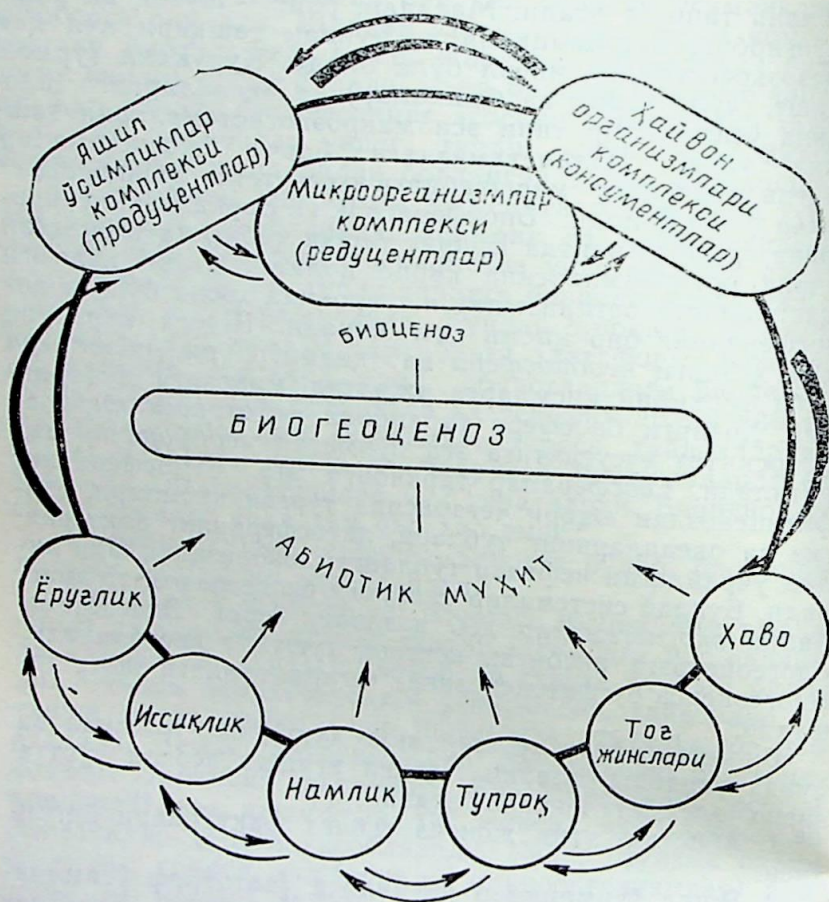 Яшил
ўсимликлар
комплекси
(продуцентлар)
Микроорганизмлар
комплекси
(редуцентлар)
Ҳайвон
организмлари
комплекси
(консументлар)
БИОЦЕНОЗ
БИОГЕОЦЕНОЗ
АБИОТИК МУҲИТ
Ёруғлик
Иссиқлик
Намлик
Тупроқ
Тоғ
жинслари
Ҳаво